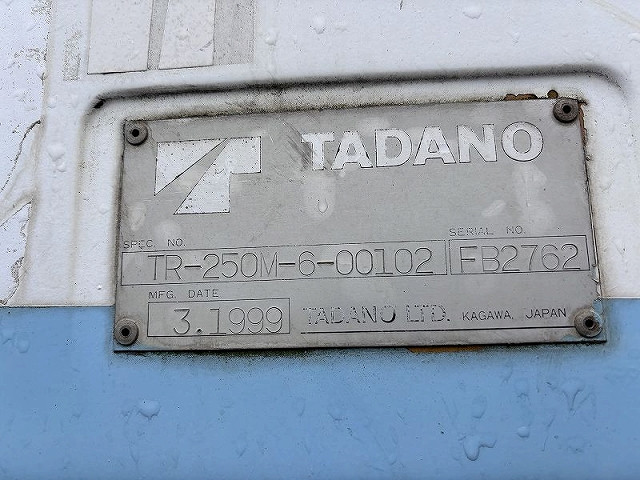 TADANO
SPEC. NO. SERIAL NO.
TR-250M-6-00102 FB2762
MFG. DATE
3.1999 TADANO LTD. KAGAWA, JAPAN